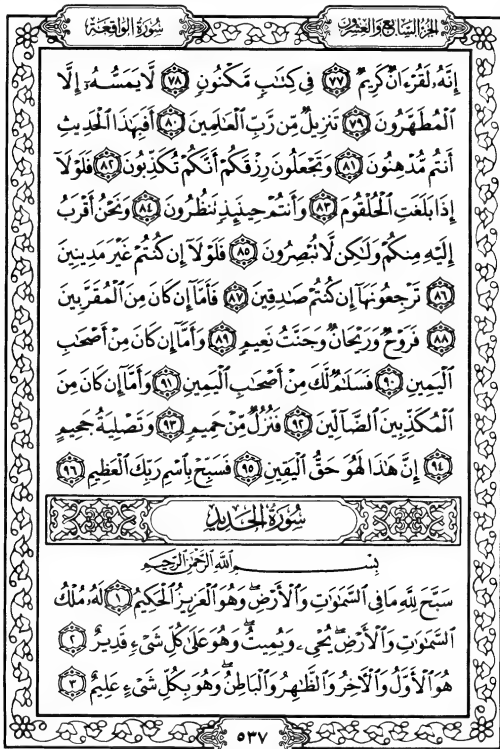 الجزء السابع والعشرون
سورة الواقعة
إِنَّهُۥ لَقُرْءَانٌ كَرِيمٌ ٧٧ فِى كِتَٰبٍ مَّكْنُونٍ ٧٨ لَّا يَمَسُّهُۥٓ إِلَّا
ٱلْمُطَهَّرُونَ ٧٩ تَنزِيلٌ مِّن رَّبِّ ٱلْعَٰلَمِينَ ٨٠ أَفَبِهَٰذَا ٱلْحَدِيثِ
أَنتُم مُّدْهِنُونَ ٨١ وَتَجْعَلُونَ رِزْقَكُمْ أَنَّكُمْ تُكَذِّبُونَ ٨٢ فَلَوْلَآ
إِذَا بَلَغَتِ ٱلْحُلْقُومَ ٨٣ وَأَنتُمْ حِينَئِذٍ تَنظُرُونَ ٨٤ وَنَحْنُ أَقْرَبُ
إِلَيْهِ مِنكُمْ وَلَٰكِن لَّا تُبْصِرُونَ ٨٥ فَلَوْلَآ إِن كُنتُمْ غَيْرَ مَدِينِينَ
٨٦ تَرْجِعُونَهَآ إِن كُنتُمْ صَٰدِقِينَ ٨٧ فَأَمَّآ إِن كَانَ مِنَ ٱلْمُقَرَّبِينَ
٨٨ فَرَوْحٌ وَرَيْحَانٌ وَجَنَّتُ نَعِيمٍ ٨٩ وَأَمَّآ إِن كَانَ مِنْ أَصْحَٰبِ
ٱلْيَمِينِ ٩٠ فَسَلَٰمٌ لَّكَ مِنْ أَصْحَٰبِ ٱلْيَمِينِ ٩١ وَأَمَّآ إِن كَانَ مِنَ
ٱلْمُكَذِّبِينَ ٱلضَّآلِّينَ ٩٢ فَنُزُلٌ مِّنْ حَمِيمٍ ٩٣ وَتَصْلِيَةُ جَحِيمٍ
٩٤ إِنَّ هَٰذَا لَهُوَ حَقُّ ٱلْيَقِينِ ٩٥ فَسَبِّحْ بِٱسْمِ رَبِّكَ ٱلْعَظِيمِ ٩٦
سورة الحديد
بِسْمِ ٱللَّهِ ٱلرَّحْمَٰنِ ٱلرَّحِيمِ
سَبَّحَ لِلَّهِ مَا فِى ٱلسَّمَٰوَٰتِ وَٱلْأَرْضِ وَهُوَ ٱلْعَزِيزُ ٱلْحَكِيمُ ١ لَهُۥ مُلْكُ
ٱلسَّمَٰوَٰتِ وَٱلْأَرْضِ يُحْىِۦ وَيُمِيتُ وَهُوَ عَلَىٰ كُلِّ شَىْءٍ قَدِيرٌ ٢
هُوَ ٱلْأَوَّلُ وَٱلْءَاخِرُ وَٱلظَّٰهِرُ وَٱلْبَاطِنُ وَهُوَ بِكُلِّ شَىْءٍ عَلِيمٌ ٣
٥٣٧